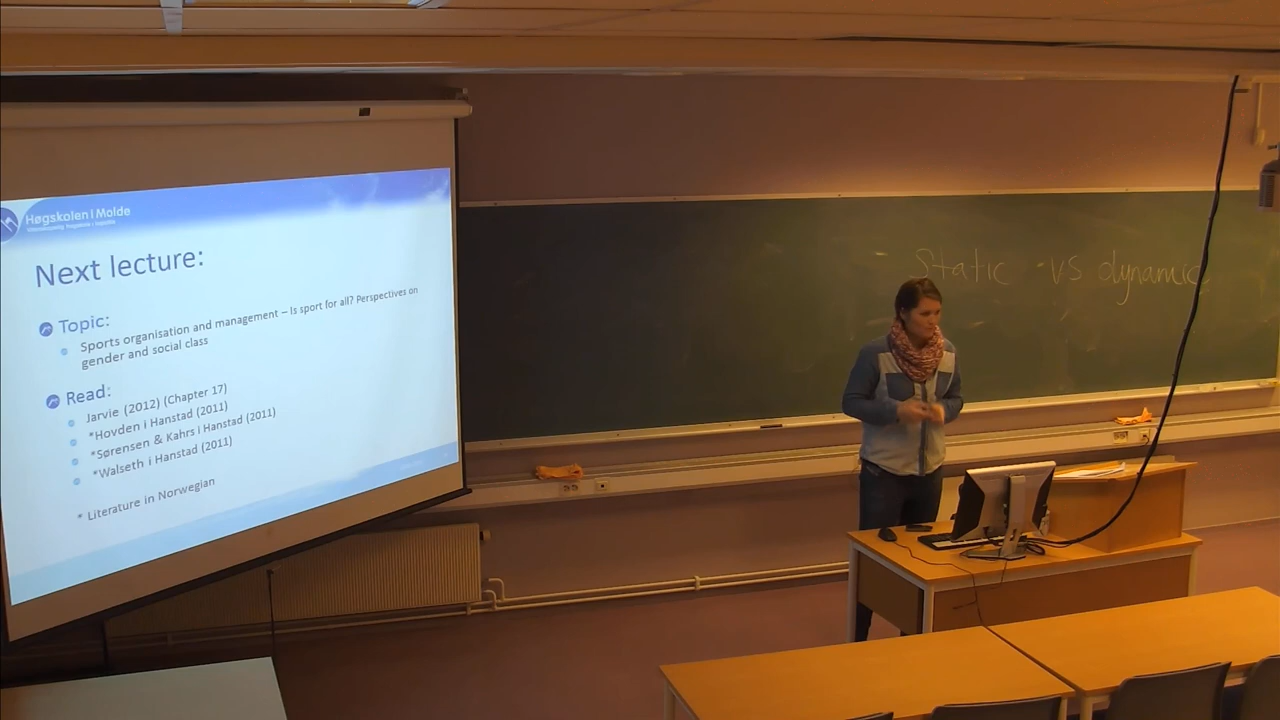 Høgskolen i Molde
Next lecture:
Topic:
Sports organisation and management – Is sport for all? Perspectives on
gender and social class
Read:
Jarvie (2012) (Chapter 17)
*Hovden i Hanstad (2011)
*Sørensen & Kahrs i Hanstad (2011)
*Walseth i Hanstad (2011)
* Literature in Norwegian
Static vs dynamic